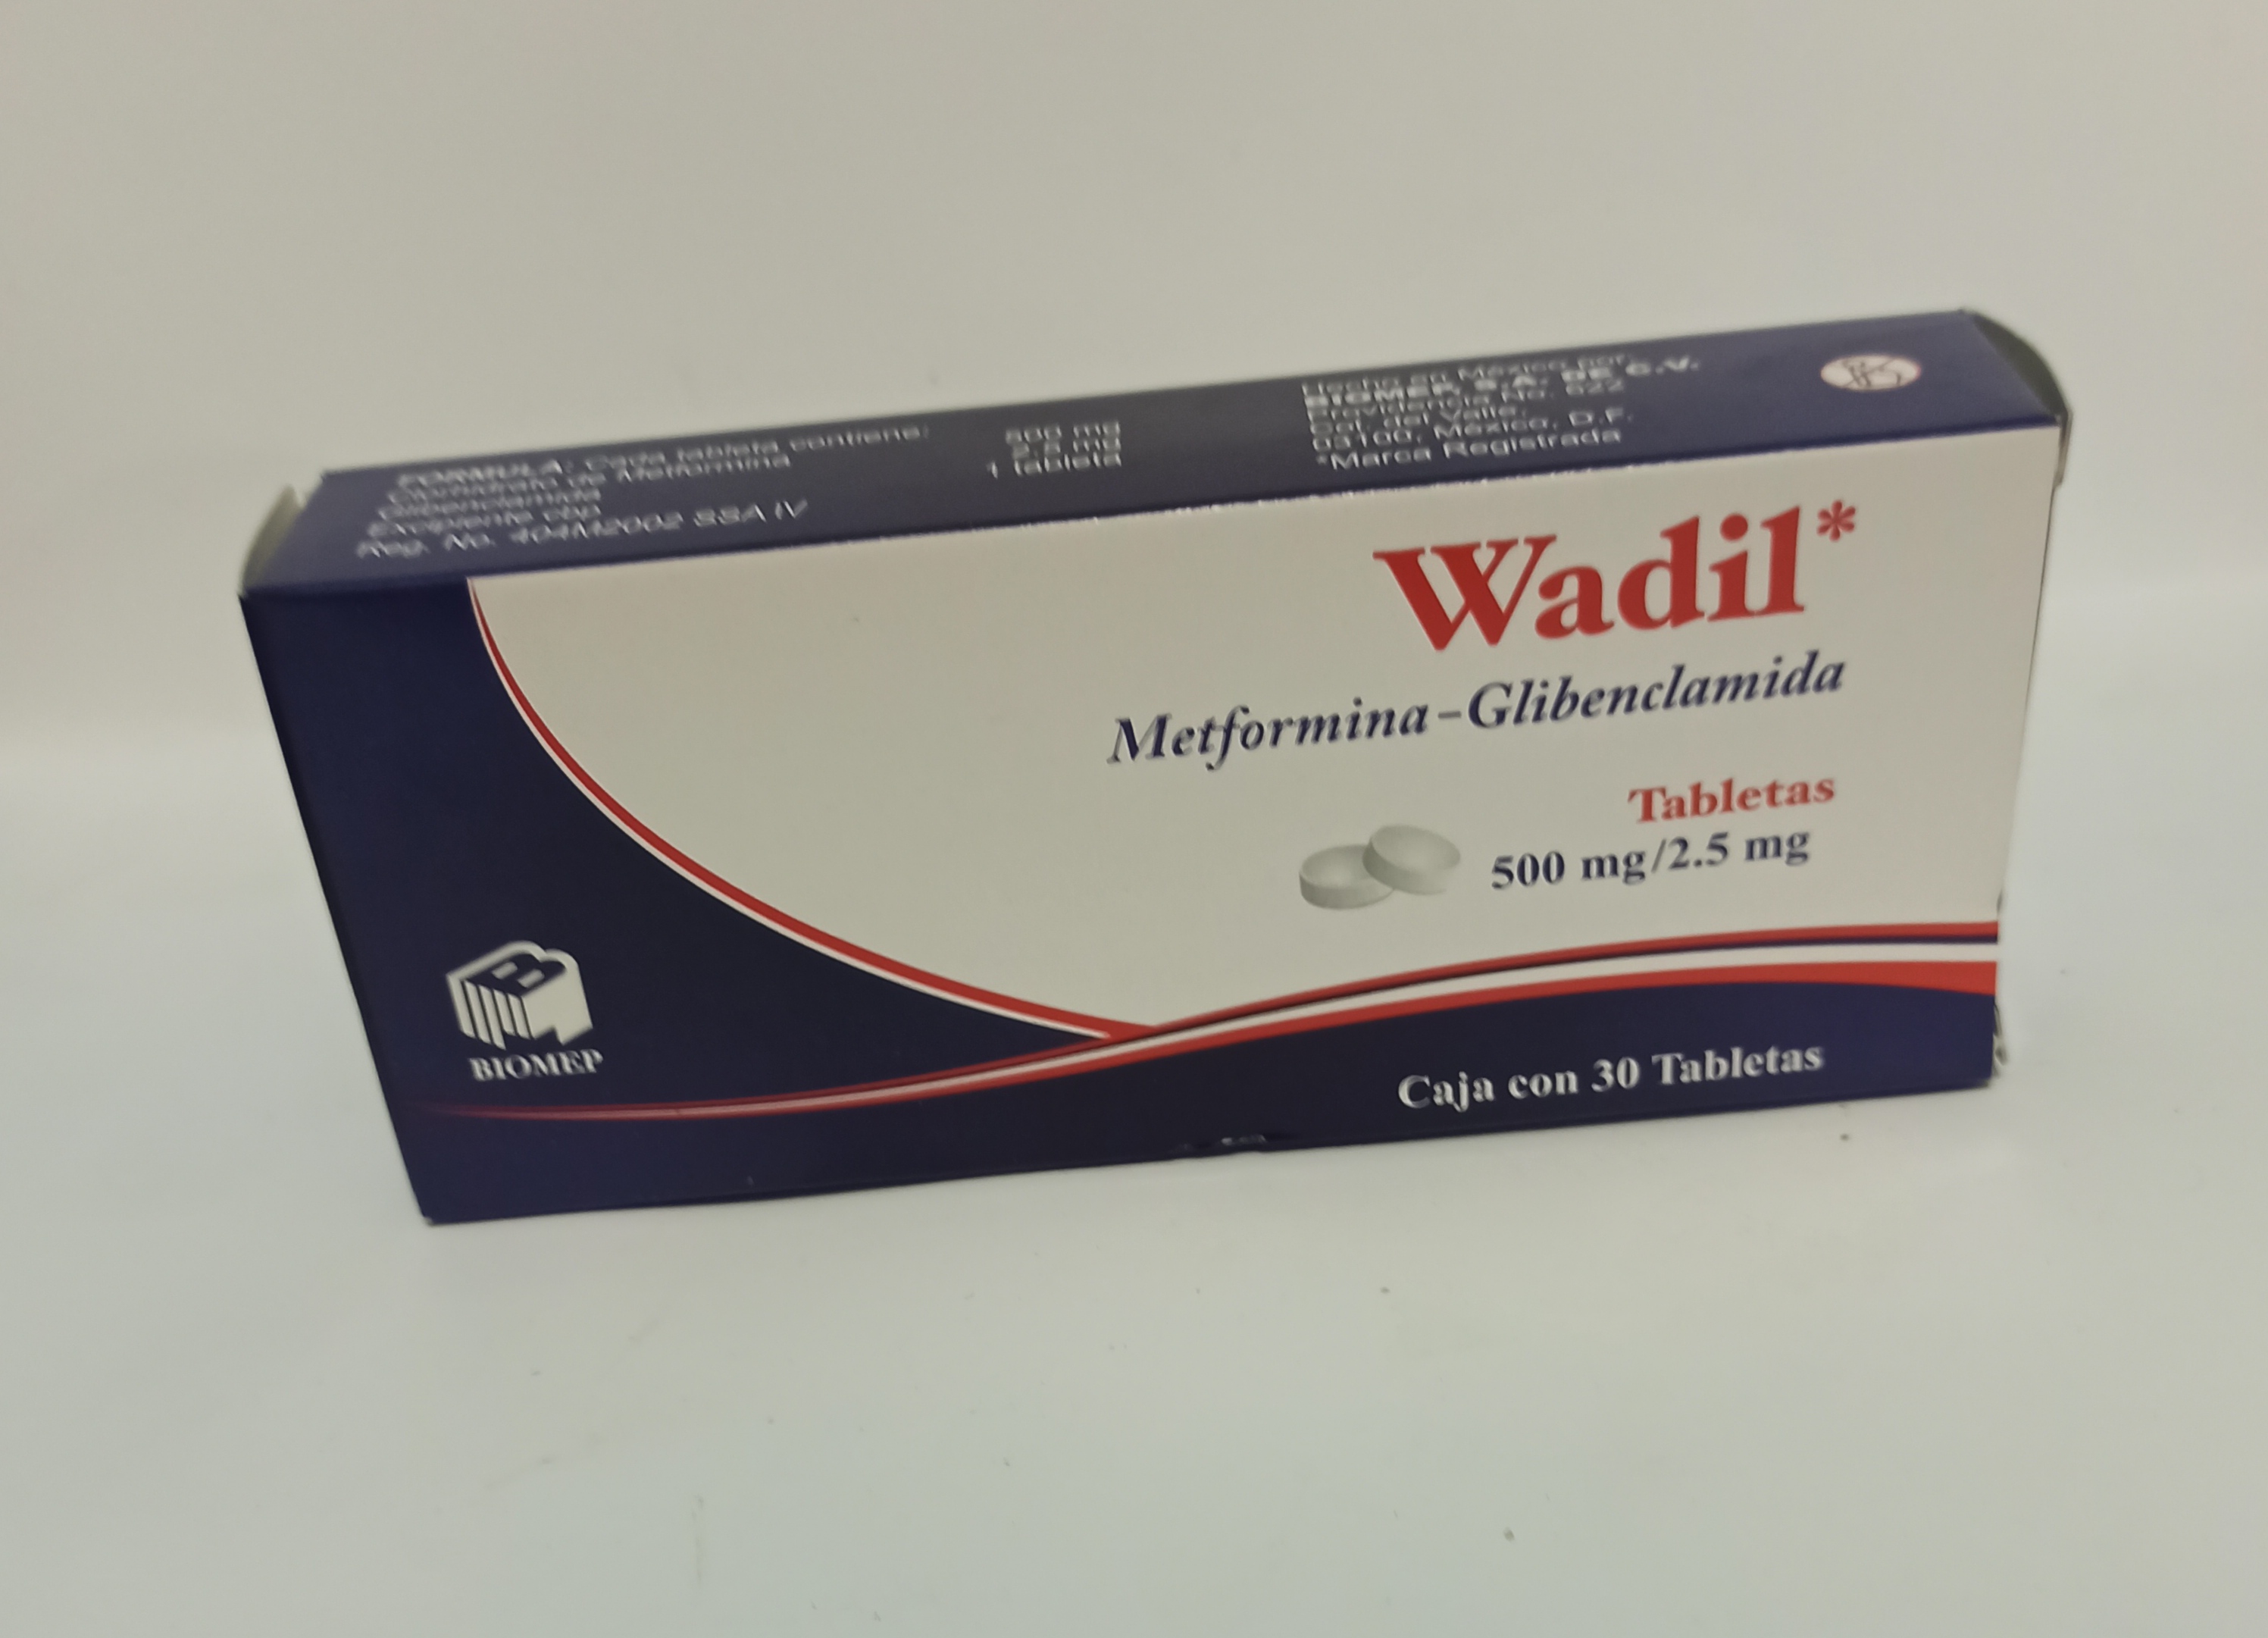 FORMULA: Cada tableta contiene:
Clorhidrato de Metformina 500 mg
Glibenclamida 2.5 mg
Excipiente cbp 1 tableta
Reg. No. 404M2002 SSA IV
Hecho en México por:
BIOMEP, S.A. DE C.V.
Providencia No. 622
Col. del Valle,
03100, México, D.F.
*Marca Registrada
Wadil*
Metformina-Glibenclamida
Tabletas
500 mg/2.5 mg
BIOMEP
Caja con 30 Tabletas